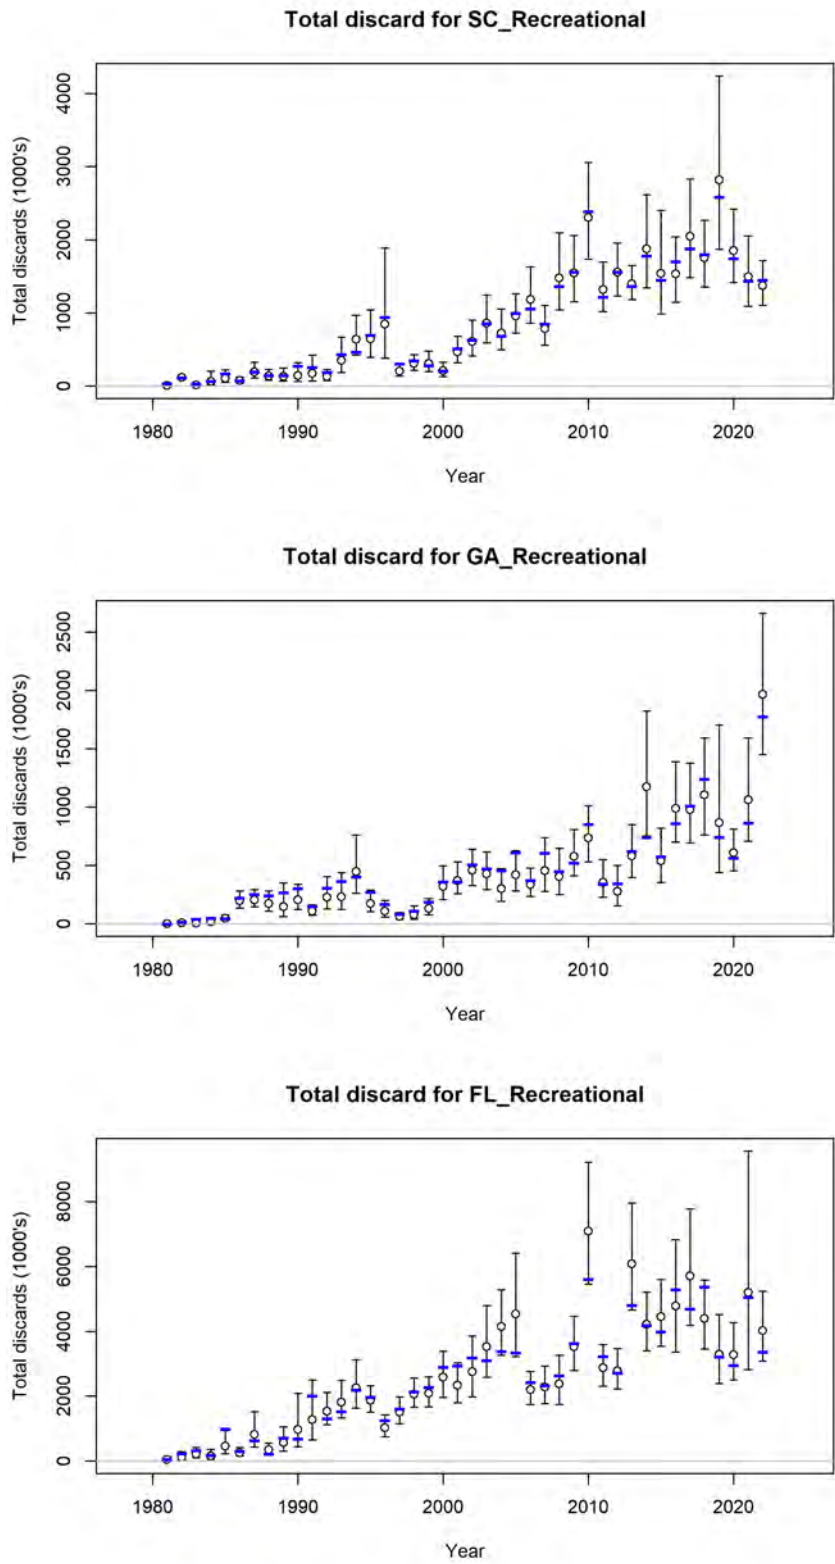 Total discard for SC_Recreational
Total discards (1000's)
4000
3000
2000
1000
0
1980 1990 2000 2010 2020
Year
Total discard for GA_Recreational
Total discards (1000's)
2500
2000
1500
1000
500
0
1980 1990 2000 2010 2020
Year
Total discard for FL_Recreational
Total discards (1000's)
8000
6000
4000
2000
0
1980 1990 2000 2010 2020
Year